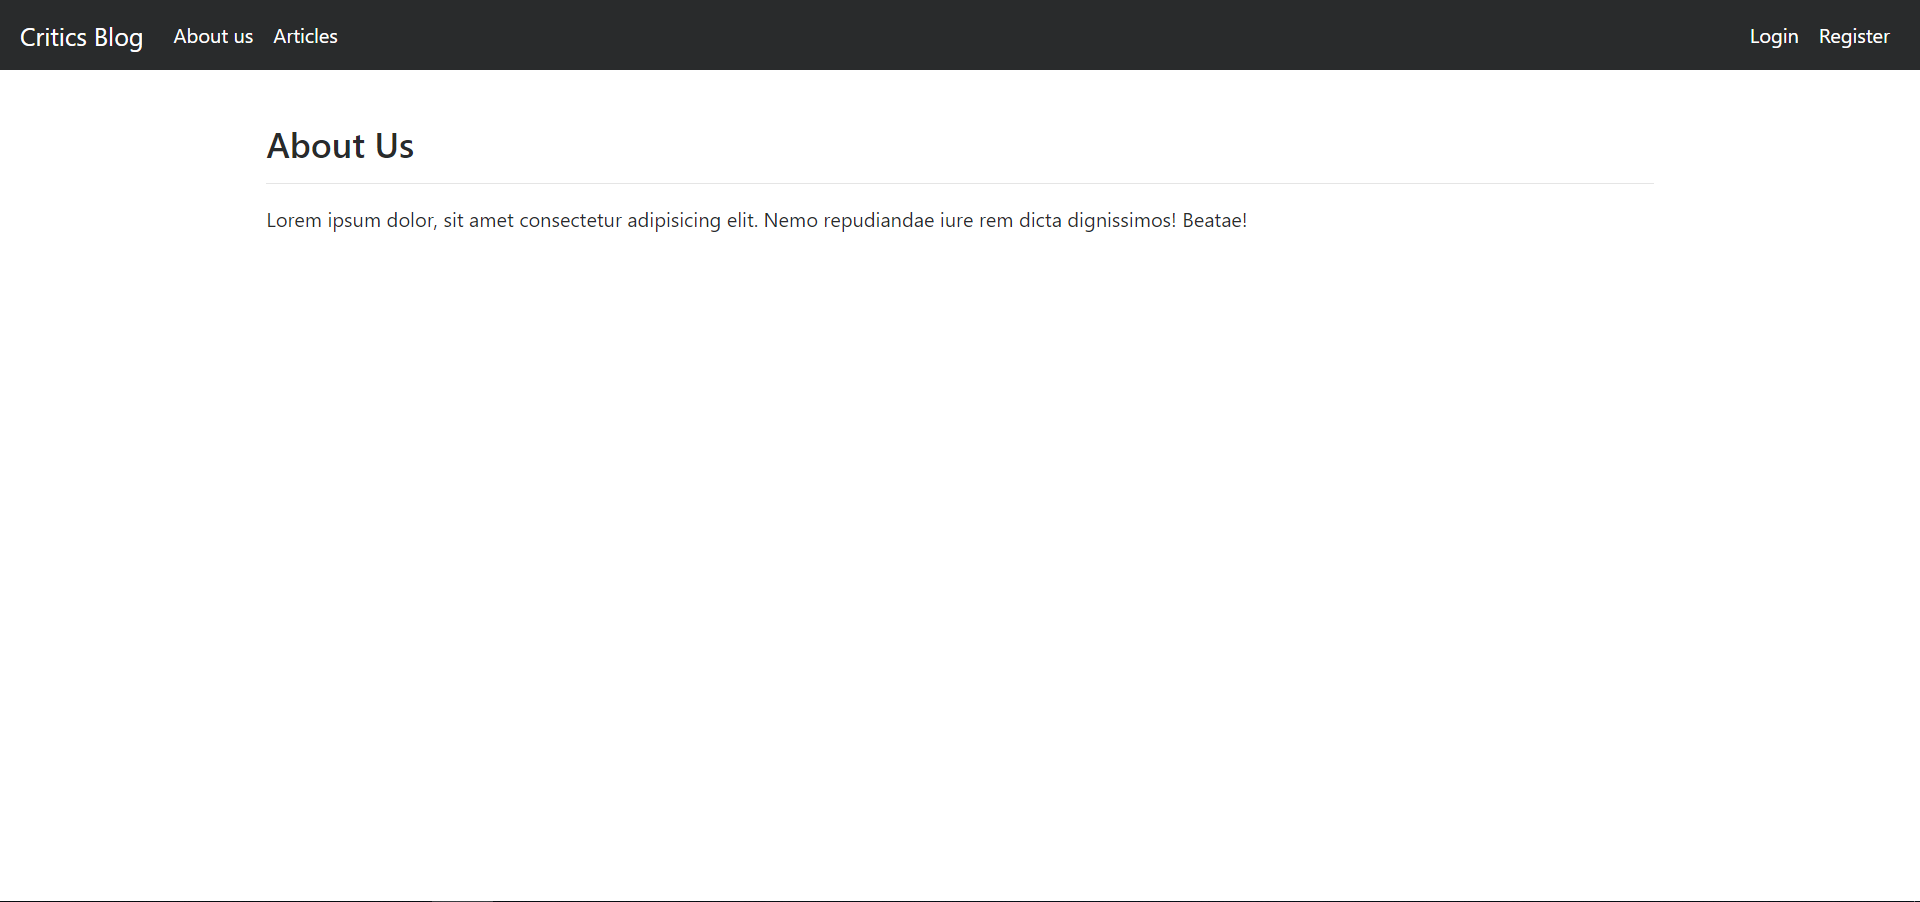 Critics Blog About us Articles Login Register
About Us
Lorem ipsum dolor, sit amet consectetur adipisicing elit. Nemo repudiandae iure rem dicta dignissimos! Beatae!